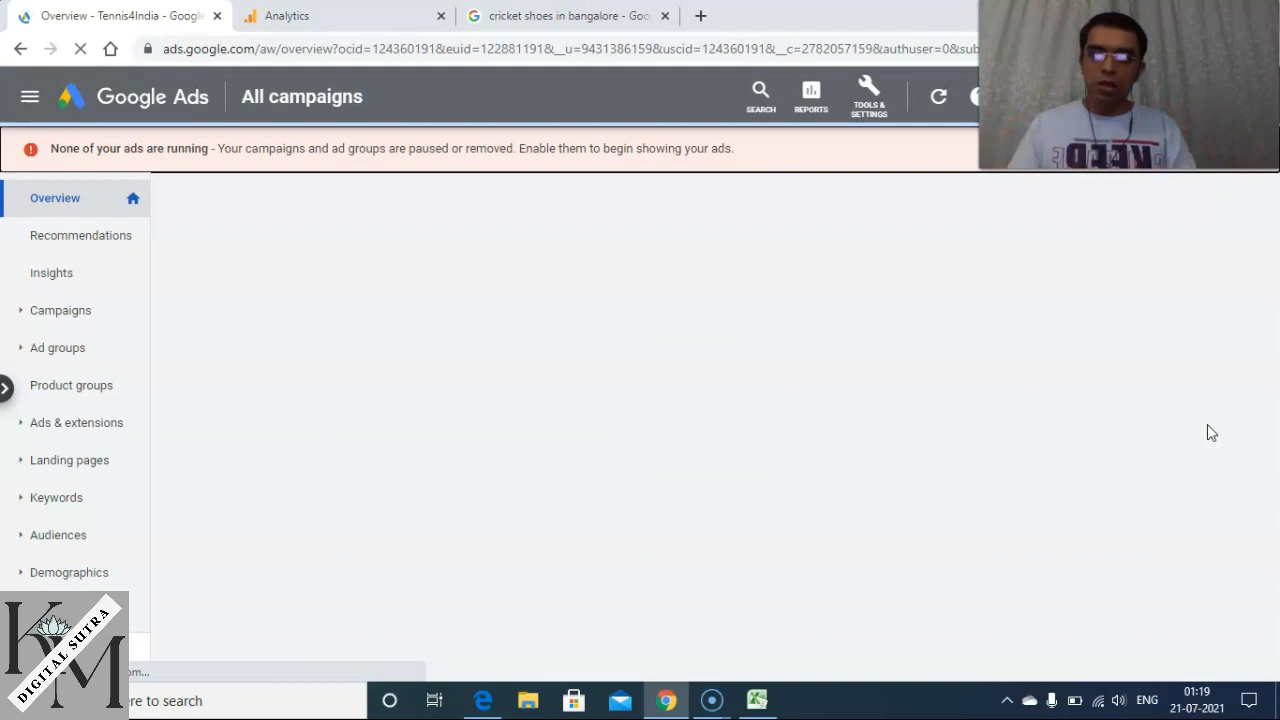 Overview - Tennis4India - Google
Analytics
cricket shoes in bangalore - Goo
ads.google.com/aw/overview?ocid=124360191&euid=122881191&__u=9431386159&uscid=124360191&__c=2782057159&authuser=0&sub
Google Ads
All campaigns
SEARCH
REPORTS
TOOLS & SETTINGS
None of your ads are running - Your campaigns and ad groups are paused or removed. Enable them to begin showing your ads.
Overview
Recommendations
Insights
Campaigns
Ad groups
Product groups
Ads & extensions
Landing pages
Keywords
Audiences
Demographics
KM
DIGITAL SUTRA
om...
ere to search
ENG
01:19
21-07-2021